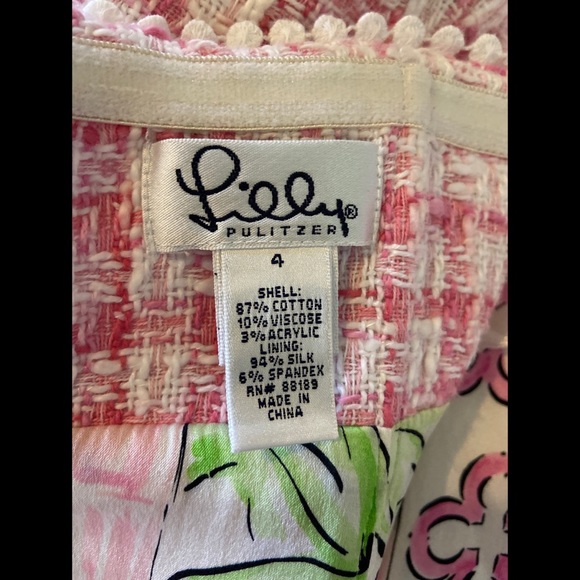 Lilly®
PULITZER
4
SHELL:
87% COTTON
10% VISCOSE
3% ACRYLIC
LINING:
94% SILK
6% SPANDEX
RN# 88189
MADE IN
CHINA